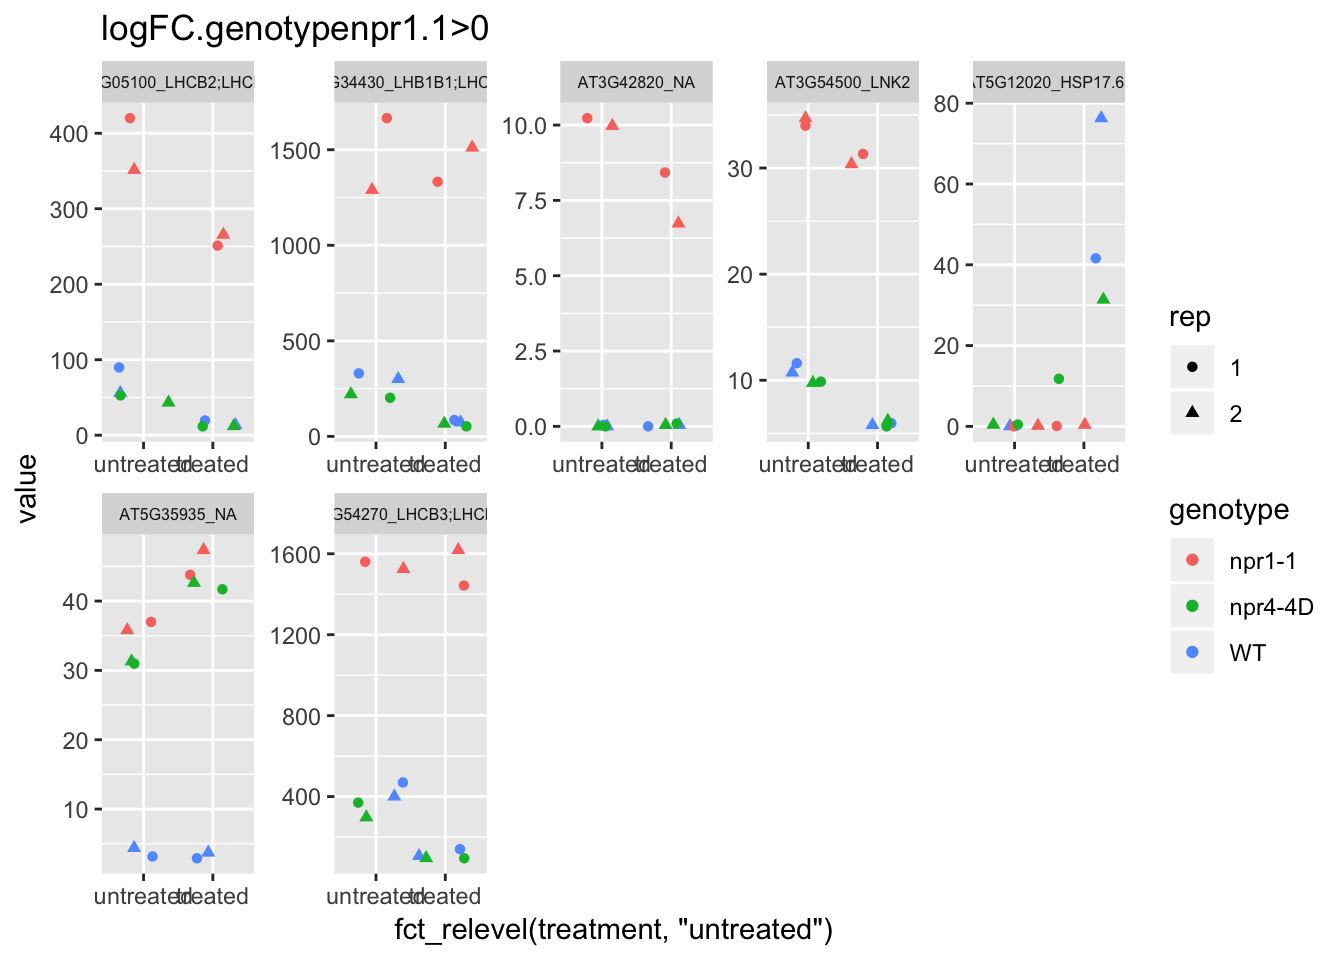 logFC.genotypenpr1.1>0
G05100_LHCB2;LHC
G34430_LHB1B1;LHC
AT3G42820_NA
AT3G54500_LNK2
AT5G12020_HSP17.6
400
300
200
100
0
1500
1000
500
0
10.0
7.5
5.0
2.5
0.0
30
20
10
80
60
40
20
0
untreated treated
untreated treated
untreated treated
untreated treated
untreated treated
value
AT5G35935_NA
G54270_LHCB3;LHC
40
30
20
10
1600
1200
800
400
untreated treated
untreated treated
fct_relevel(treatment, "untreated")
rep
1
2
genotype
npr1-1
npr4-4D
WT